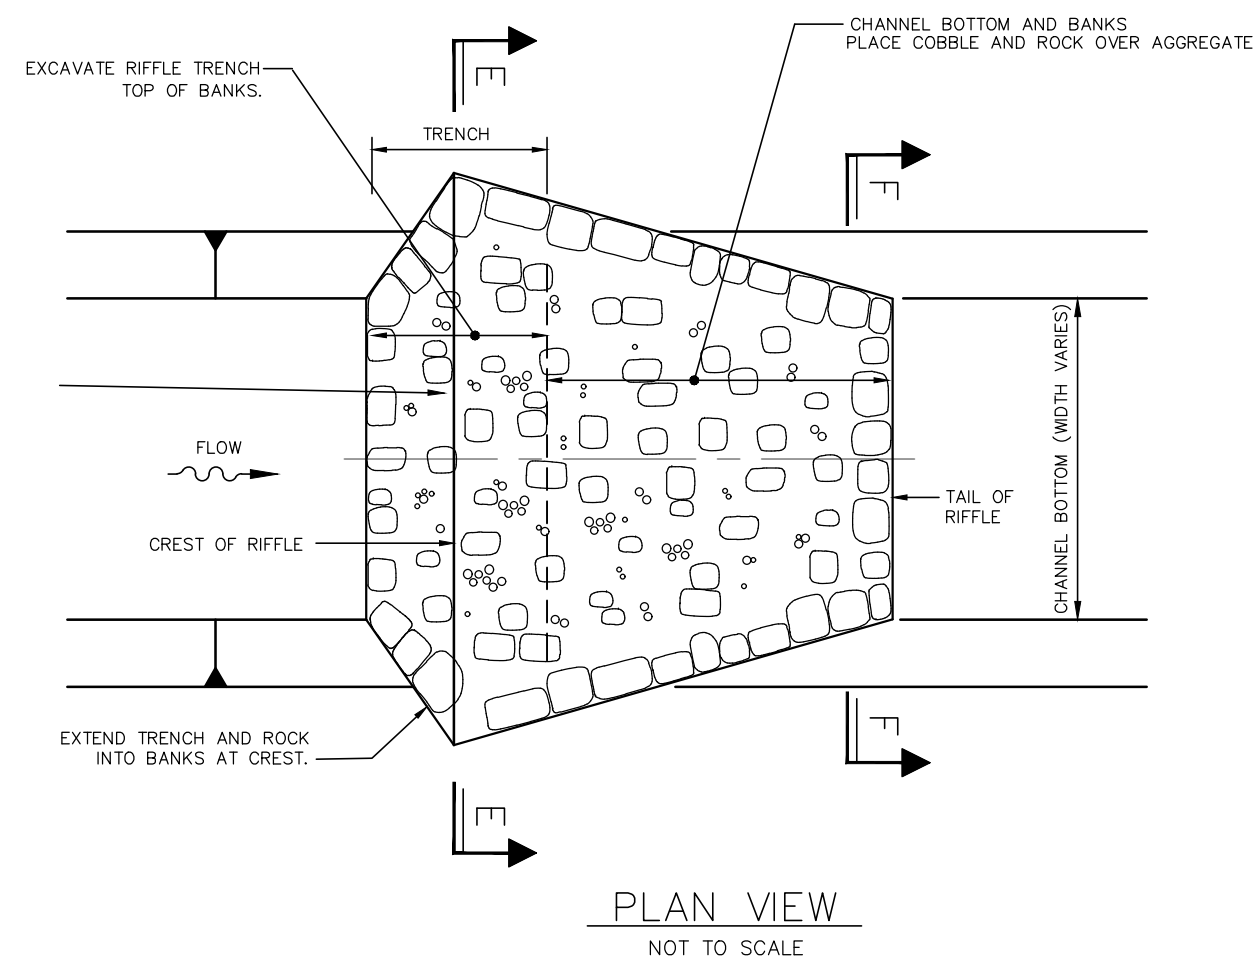 CHANNEL BOTTOM AND BANKS
PLACE COBBLE AND ROCK OVER AGGREGATE
EXCAVATE RIFFLE TRENCH
TOP OF BANKS.
E
TRENCH
F
FLOW
CHANNEL BOTTOM (WIDTH VARIES)
TAIL OF
RIFFLE
CREST OF RIFFLE
F
EXTEND TRENCH AND ROCK
INTO BANKS AT CREST.
E
PLAN VIEW
NOT TO SCALE